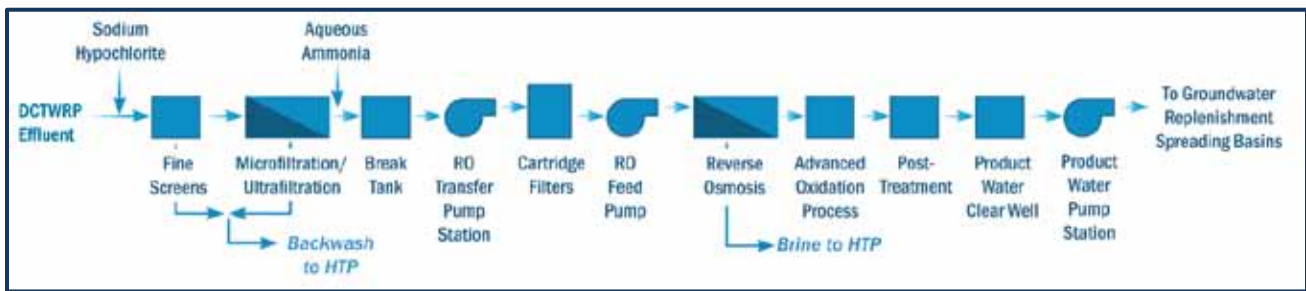 Sodium
Hypochlorite
Aqueous
Ammonia
DCTWRP
Effluent
To Groundwater
Replenishment
Spreading Basins
Fine
Screens
Microfiltration/
Ultrafiltration
Break
Tank
RO
Transfer
Pump
Station
Cartridge
Filters
RO
Feed
Pump
Reverse
Osmosis
Advanced
Oxidation
Process
Post-
Treatment
Product
Water
Clear Well
Product
Water
Pump
Station
Backwash
to HTP
Brine to HTP